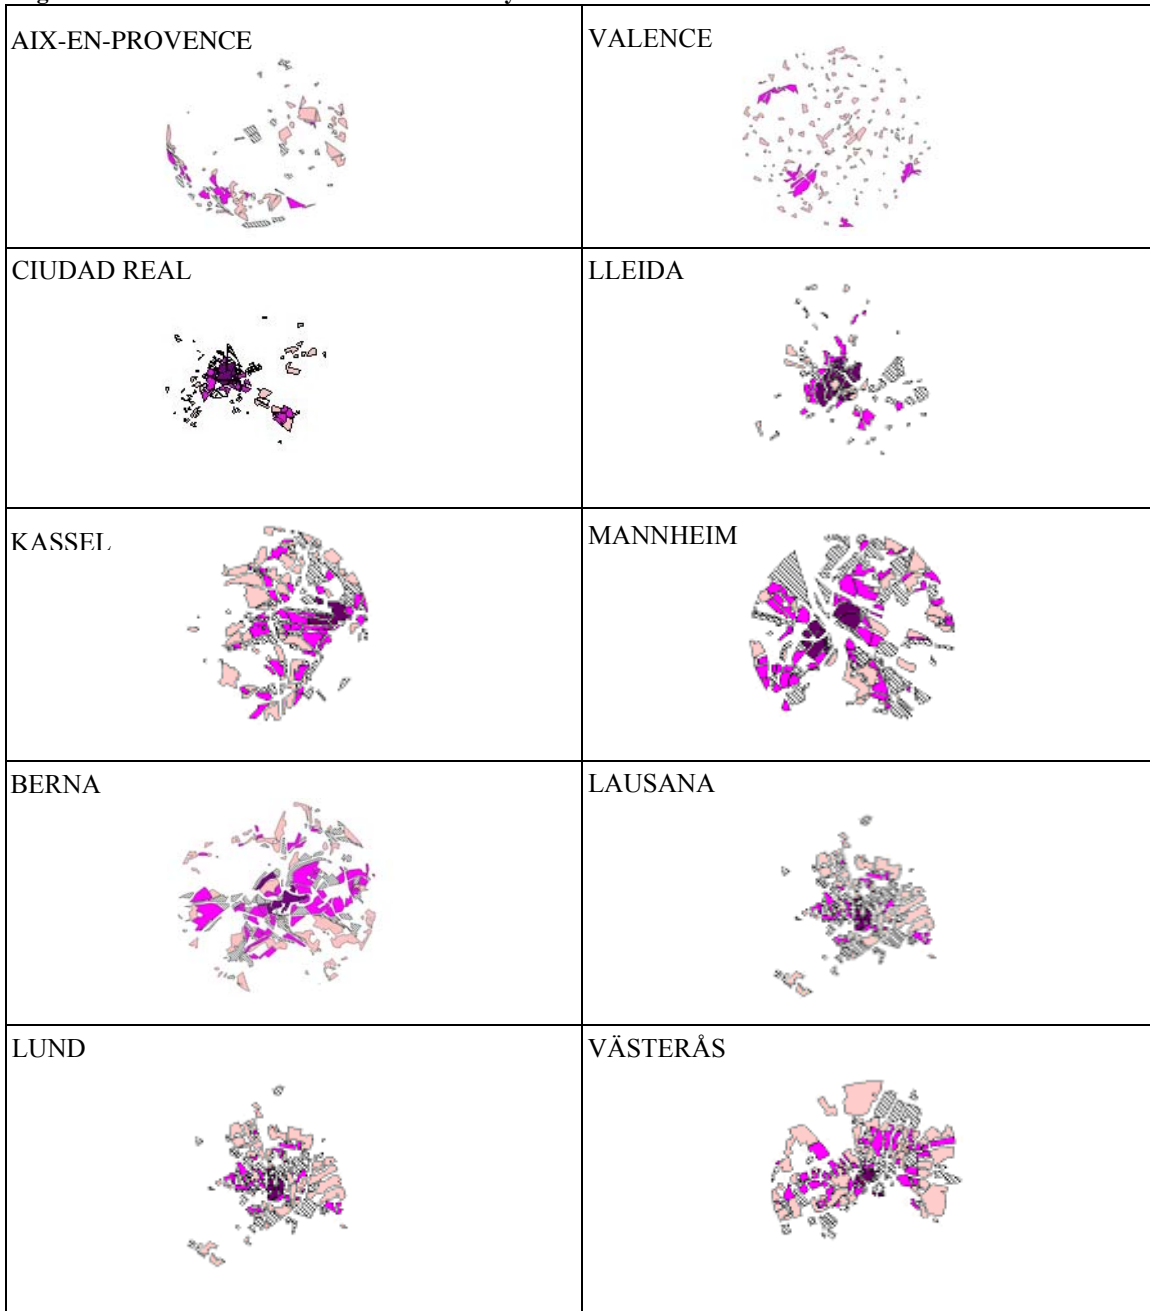 AIX-EN-PROVENCE
VALENCE
CIUDAD REAL
LLEIDA
KASSEL
MANNHEIM
BERNA
LAUSANA
LUND
VÄSTERÅS